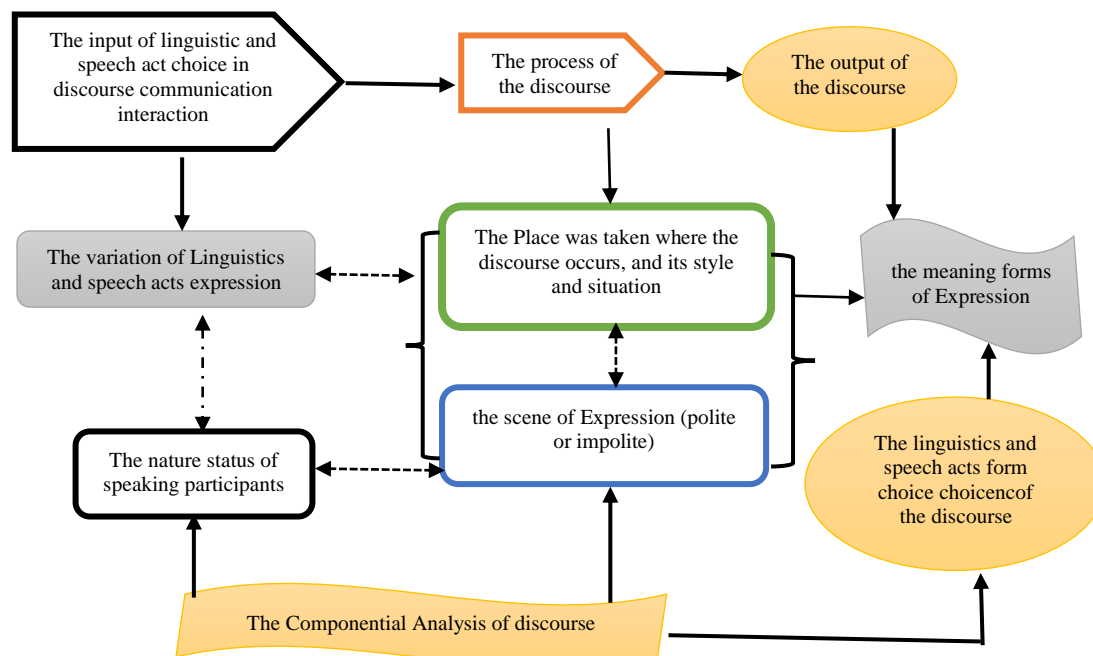 The input of linguistic and
speech act choice in
discourse communication
interaction
The process of
the discourse
The output of
the discourse
The variation of Linguistics
and speech acts expression
The Place was taken where the
discourse occurs, and its style
and situation
the meaning forms
of Expression
the scene of Expression (polite
or impolite)
The nature status of
speaking participants
The linguistics and
speech acts form
choice choicencof
the discourse
The Componential Analysis of discourse